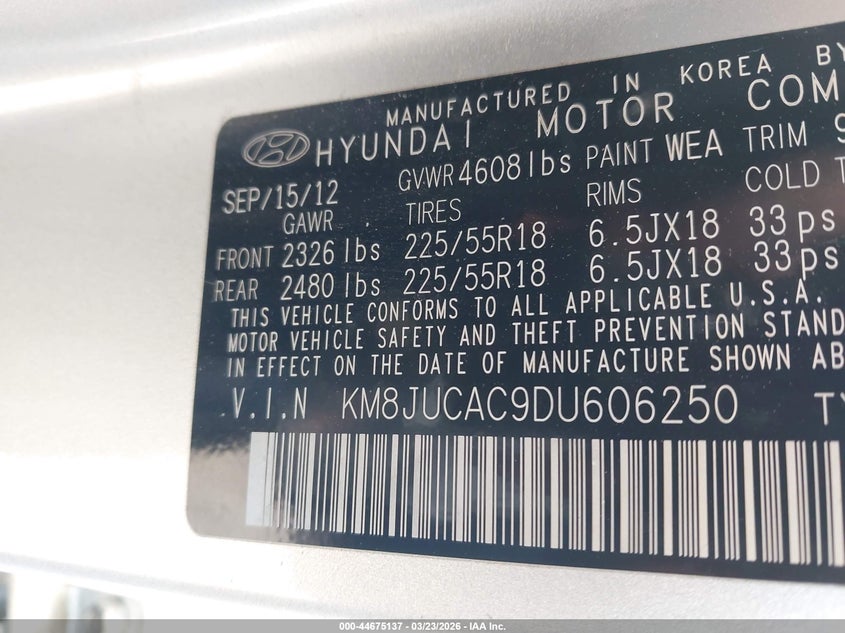 MANUFACTURED IN KOREA BY
HYUNDAI MOTOR COM
SEP/15/12 GVWR 4608 lbs PAINT WEA TRIM 9
GAWR TIRES RIMS COLD T
FRONT 2326 lbs 225/55R18 6.5JX18 33 ps
REAR 2480 lbs 225/55R18 6.5JX18 33 ps
THIS VEHICLE CONFORMS TO ALL APPLICABLE U.S.A.
MOTOR VEHICLE SAFETY AND THEFT PREVENTION STAND
IN EFFECT ON THE DATE OF MANUFACTURE SHOWN AB
V.I.N KM8JUCAC9DU606250 TY
000-44675137 - 03/23/2026 - IAA Inc.